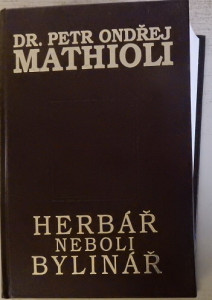 DR. PETR ONDŘEJ
MATHIOLI
HERBÁŘ
NEBOLI
BYLINÁŘ